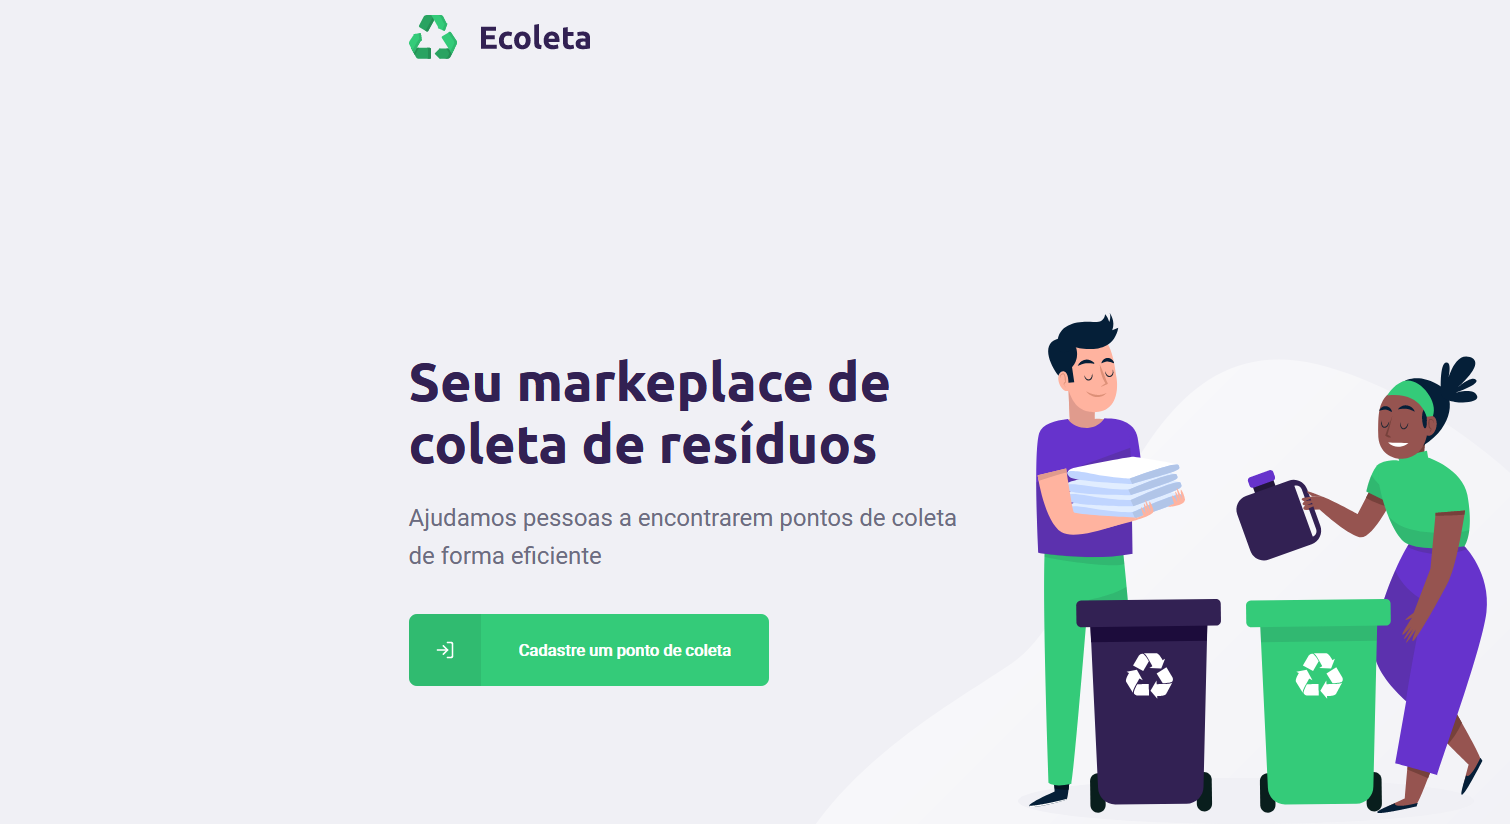 Ecoleta
Seu markeplace de
coleta de resíduos
Ajudamos pessoas a encontrarem pontos de coleta
de forma eficiente
Cadastre um ponto de coleta